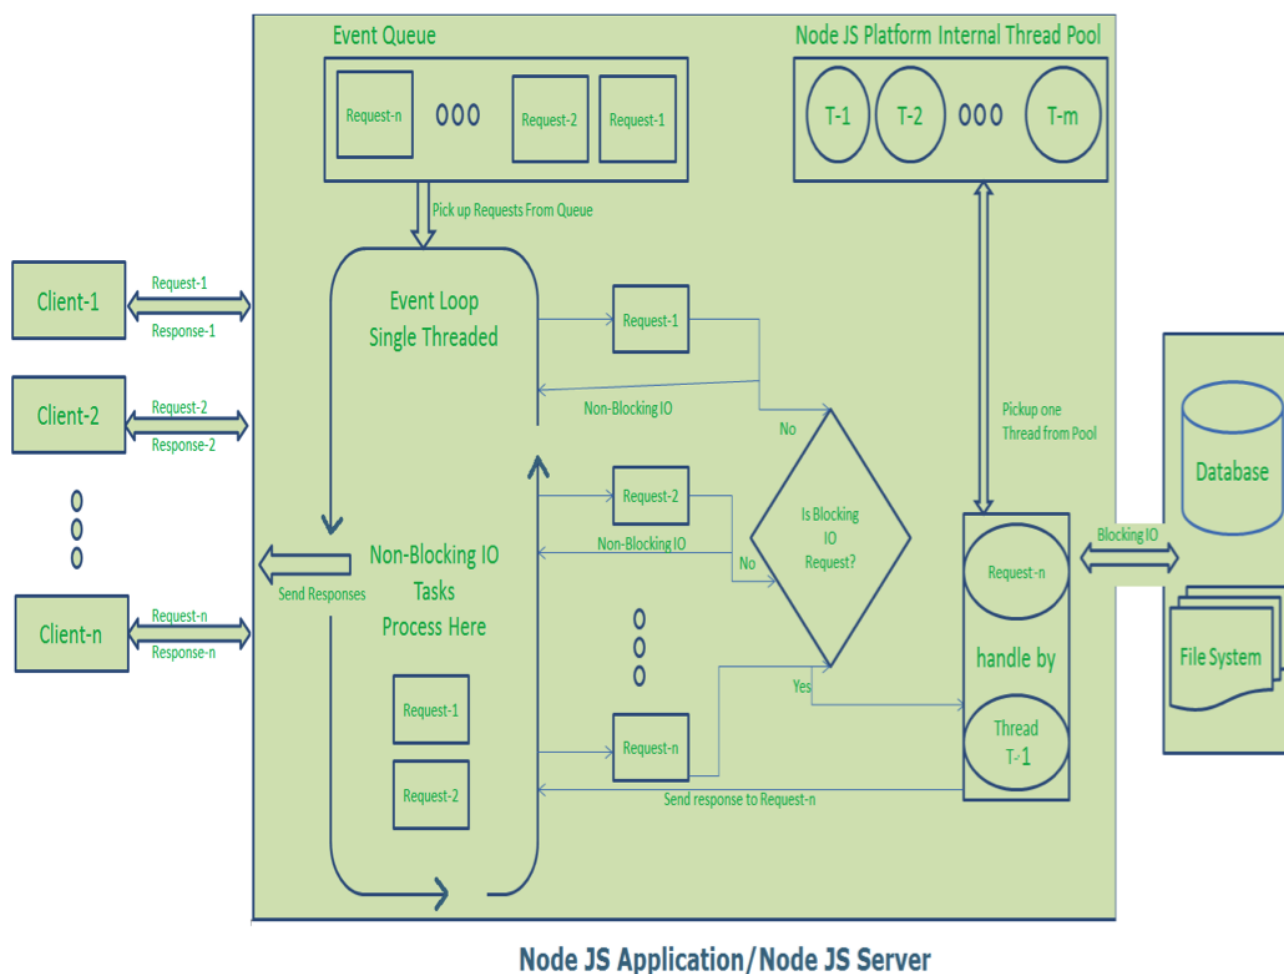 Event Queue
Node JS Platform Internal Thread Pool
Request-n
Request-2
Request-1
T-1
T-2
T-m
Pick up Requests From Queue
Client-1
Request-1
Response-1
Client-2
Request-2
Response-2
Client-n
Request-n
Response-n
Event Loop
Single Threaded
Request-1
Non-Blocking IO
No
Request-2
Non-Blocking IO
No
Is Blocking
IO
Request?
Pickup one
Thread from Pool
Database
Blocking IO
File System
Send Responses
Non-Blocking IO
Tasks
Process Here
Request-1
Request-2
Request-n
Yes
Send response to Request-n
Request-n
handle by
Thread
T-1
Node JS Application/Node JS Server